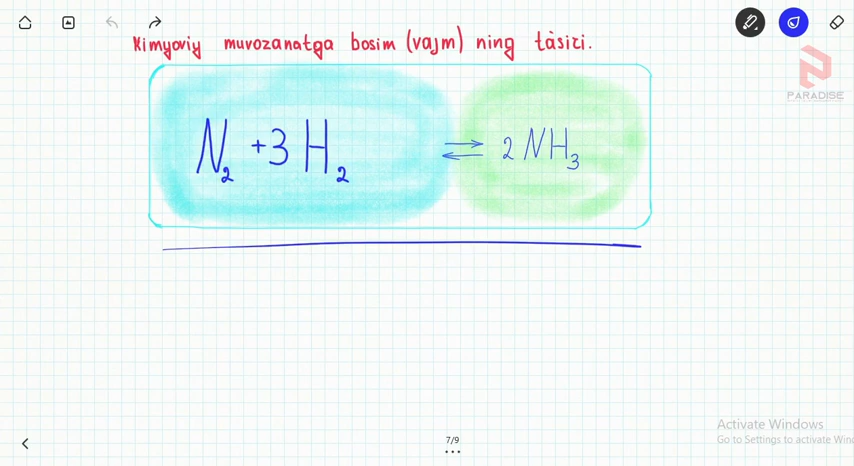 Kimyoviy muvozanatga bosim (vajm) ning tàsiri.
PARADISE
N₂ + 3 H₂ ⇌ 2 NH₃
Activate Windows
Go to Settings to activate Win
7/9